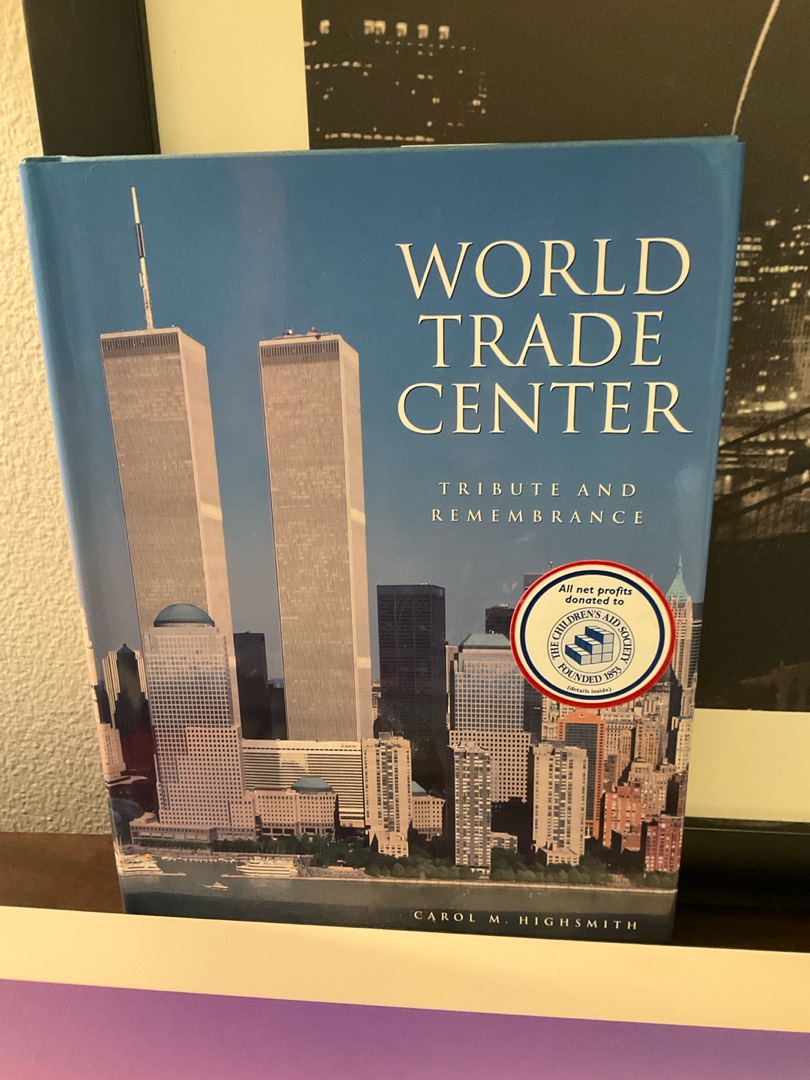 WORLD
TRADE
CENTER
TRIBUTE AND
REMEMBRANCE
All net profits
donated to
THE CHILDREN'S AID SOCIETY
FOUNDED 1853
(details inside)
CAROL M. HIGHSMITH